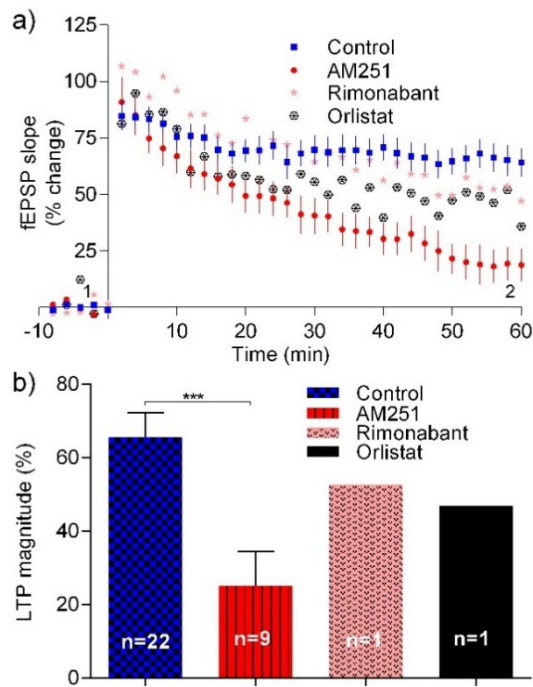 a)
125
100
75
50
25
fEPSP slope
(% change)
Control
AM251
Rimonabant
Orlistat
1
2
-10 0 10 20 30 40 50 60
Time (min)
b)
80
60
40
20
0
LTP magnitude (%)
***
Control
AM251
Rimonabant
Orlistat
n=22 n=9 n=1 n=1